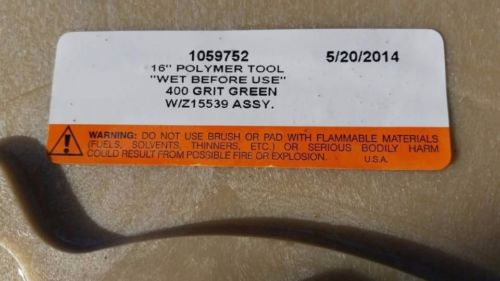 1059752 5/20/2014
16" POLYMER TOOL
"WET BEFORE USE"
400 GRIT GREEN
W/Z15539 ASSY.
WARNING: DO NOT USE BRUSH OR PAD WITH FLAMMABLE MATERIALS
(FUELS, SOLVENTS, THINNERS, ETC.) OR SERIOUS BODILY HARM
COULD RESULT FROM POSSIBLE FIRE OR EXPLOSION. U.S.A.